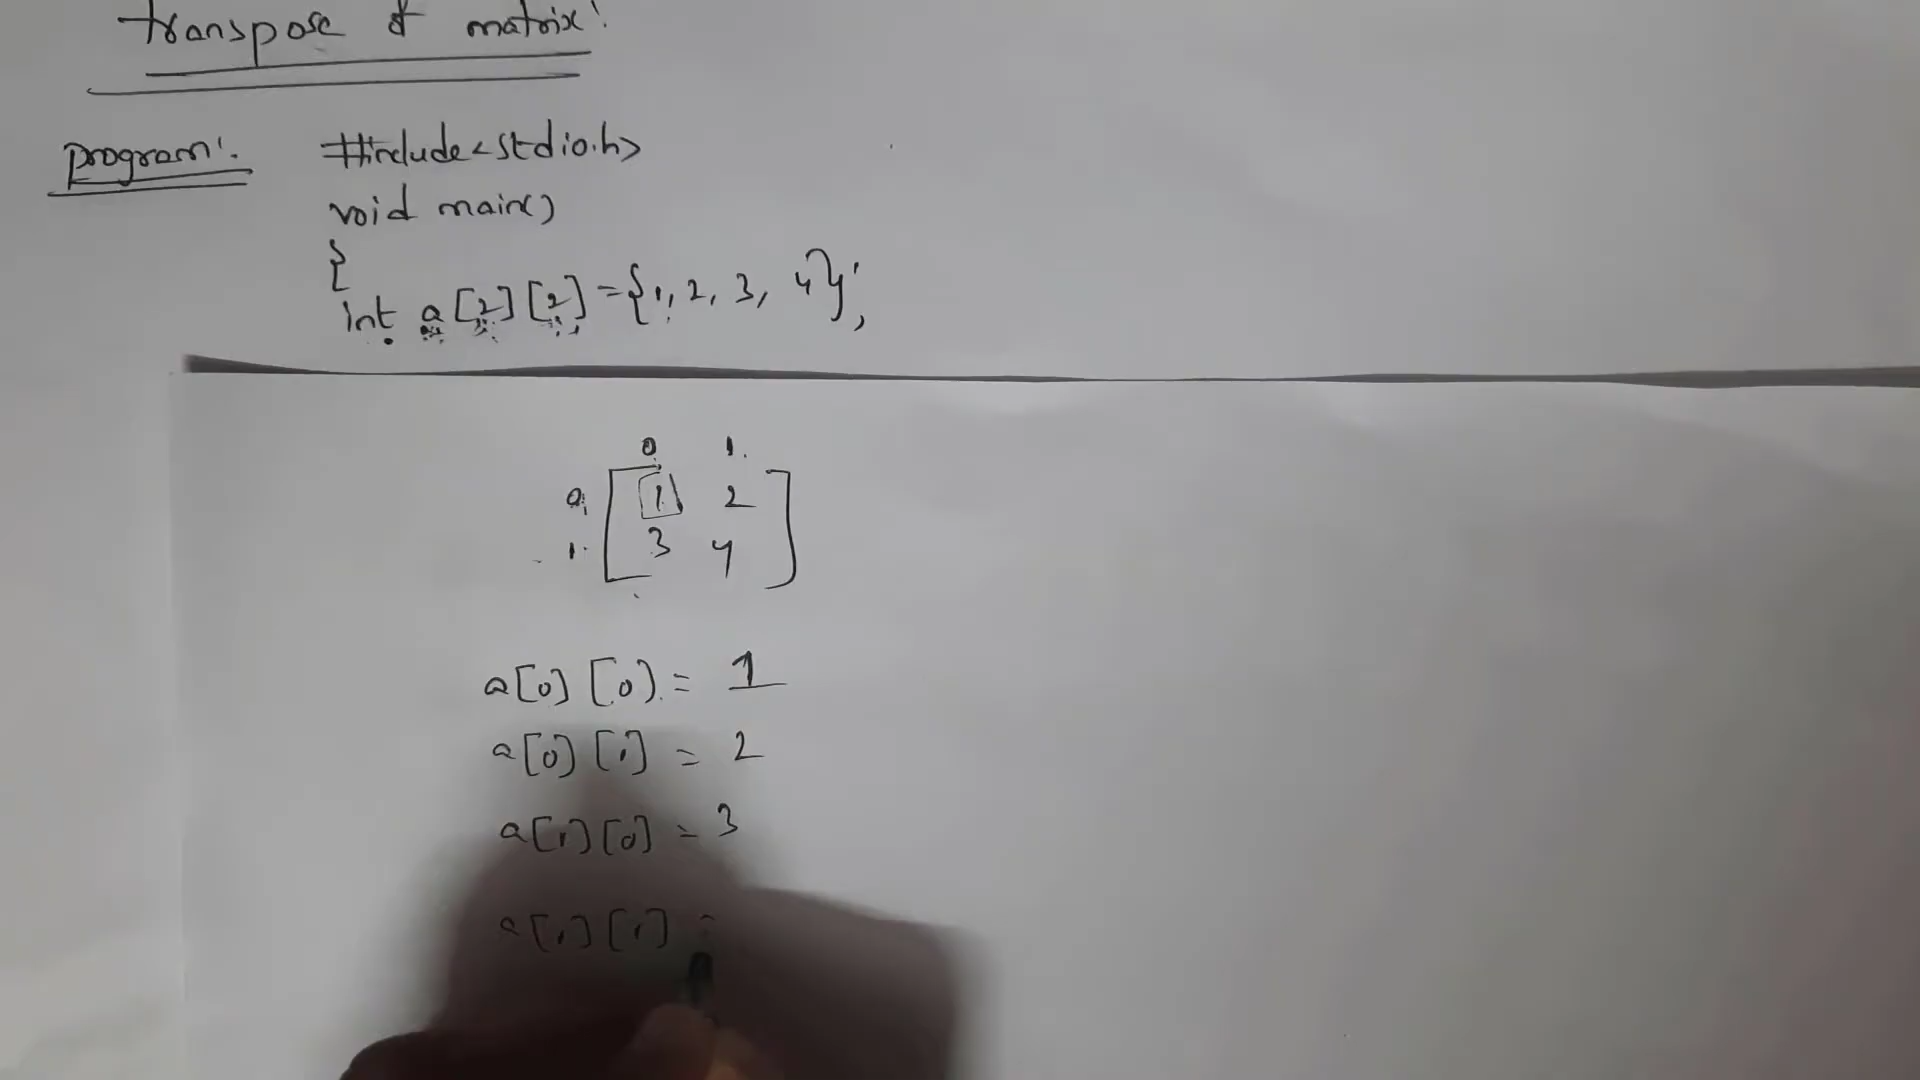 transpose of matrix:
program:
#include<stdio.h>
void main()
{
int a[2][2]={1, 2, 3, 4};
0 1
0 1 2
1 3 4
a[0][0] = 1
a[0][1] = 2
a[1][0] = 3
a[1][1] =